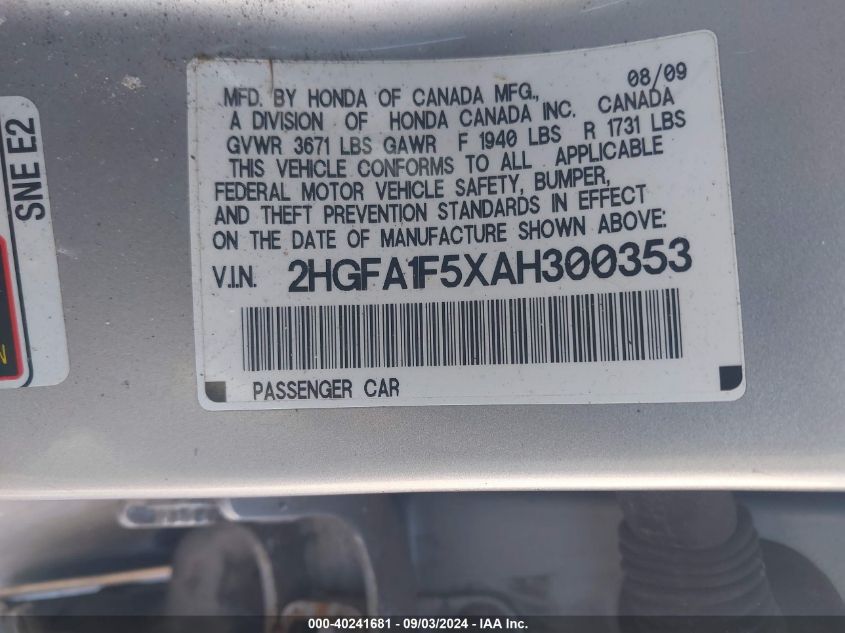 SNE E2
08/09
MFD. BY HONDA OF CANADA MFG.,
A DIVISION OF HONDA CANADA INC. CANADA
GVWR 3671 LBS GAWR F 1940 LBS R 1731 LBS
THIS VEHICLE CONFORMS TO ALL APPLICABLE
FEDERAL MOTOR VEHICLE SAFETY, BUMPER,
AND THEFT PREVENTION STANDARDS IN EFFECT
ON THE DATE OF MANUFACTURE SHOWN ABOVE:
V.I.N. 2HGFA1F5XAH300353
PASSENGER CAR
000-40241681 - 09/03/2024 - IAA Inc.